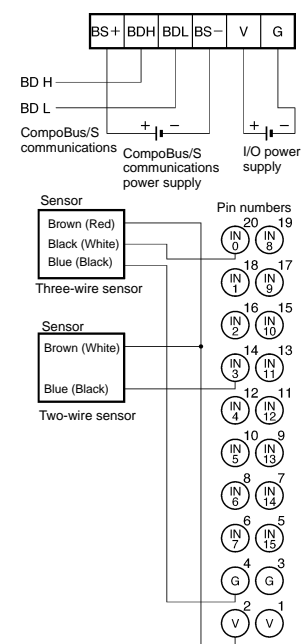 BS+ BDH BDL BS− V G
BD H
BD L
+ − + −
CompoBus/S
communications
CompoBus/S
communications
power supply
I/O power
supply
Sensor
Brown (Red)
Black (White)
Blue (Black)
Three-wire sensor
Sensor
Brown (White)
Blue (Black)
Two-wire sensor
Pin numbers
20 19
IN 0 IN 8
18 17
IN 1 IN 9
16 15
IN 2 IN 10
14 13
IN 3 IN 11
12 11
IN 4 IN 12
10 9
IN 5 IN 13
8 7
IN 6 IN 14
6 5
IN 7 IN 15
4 3
G G
2 1
V V